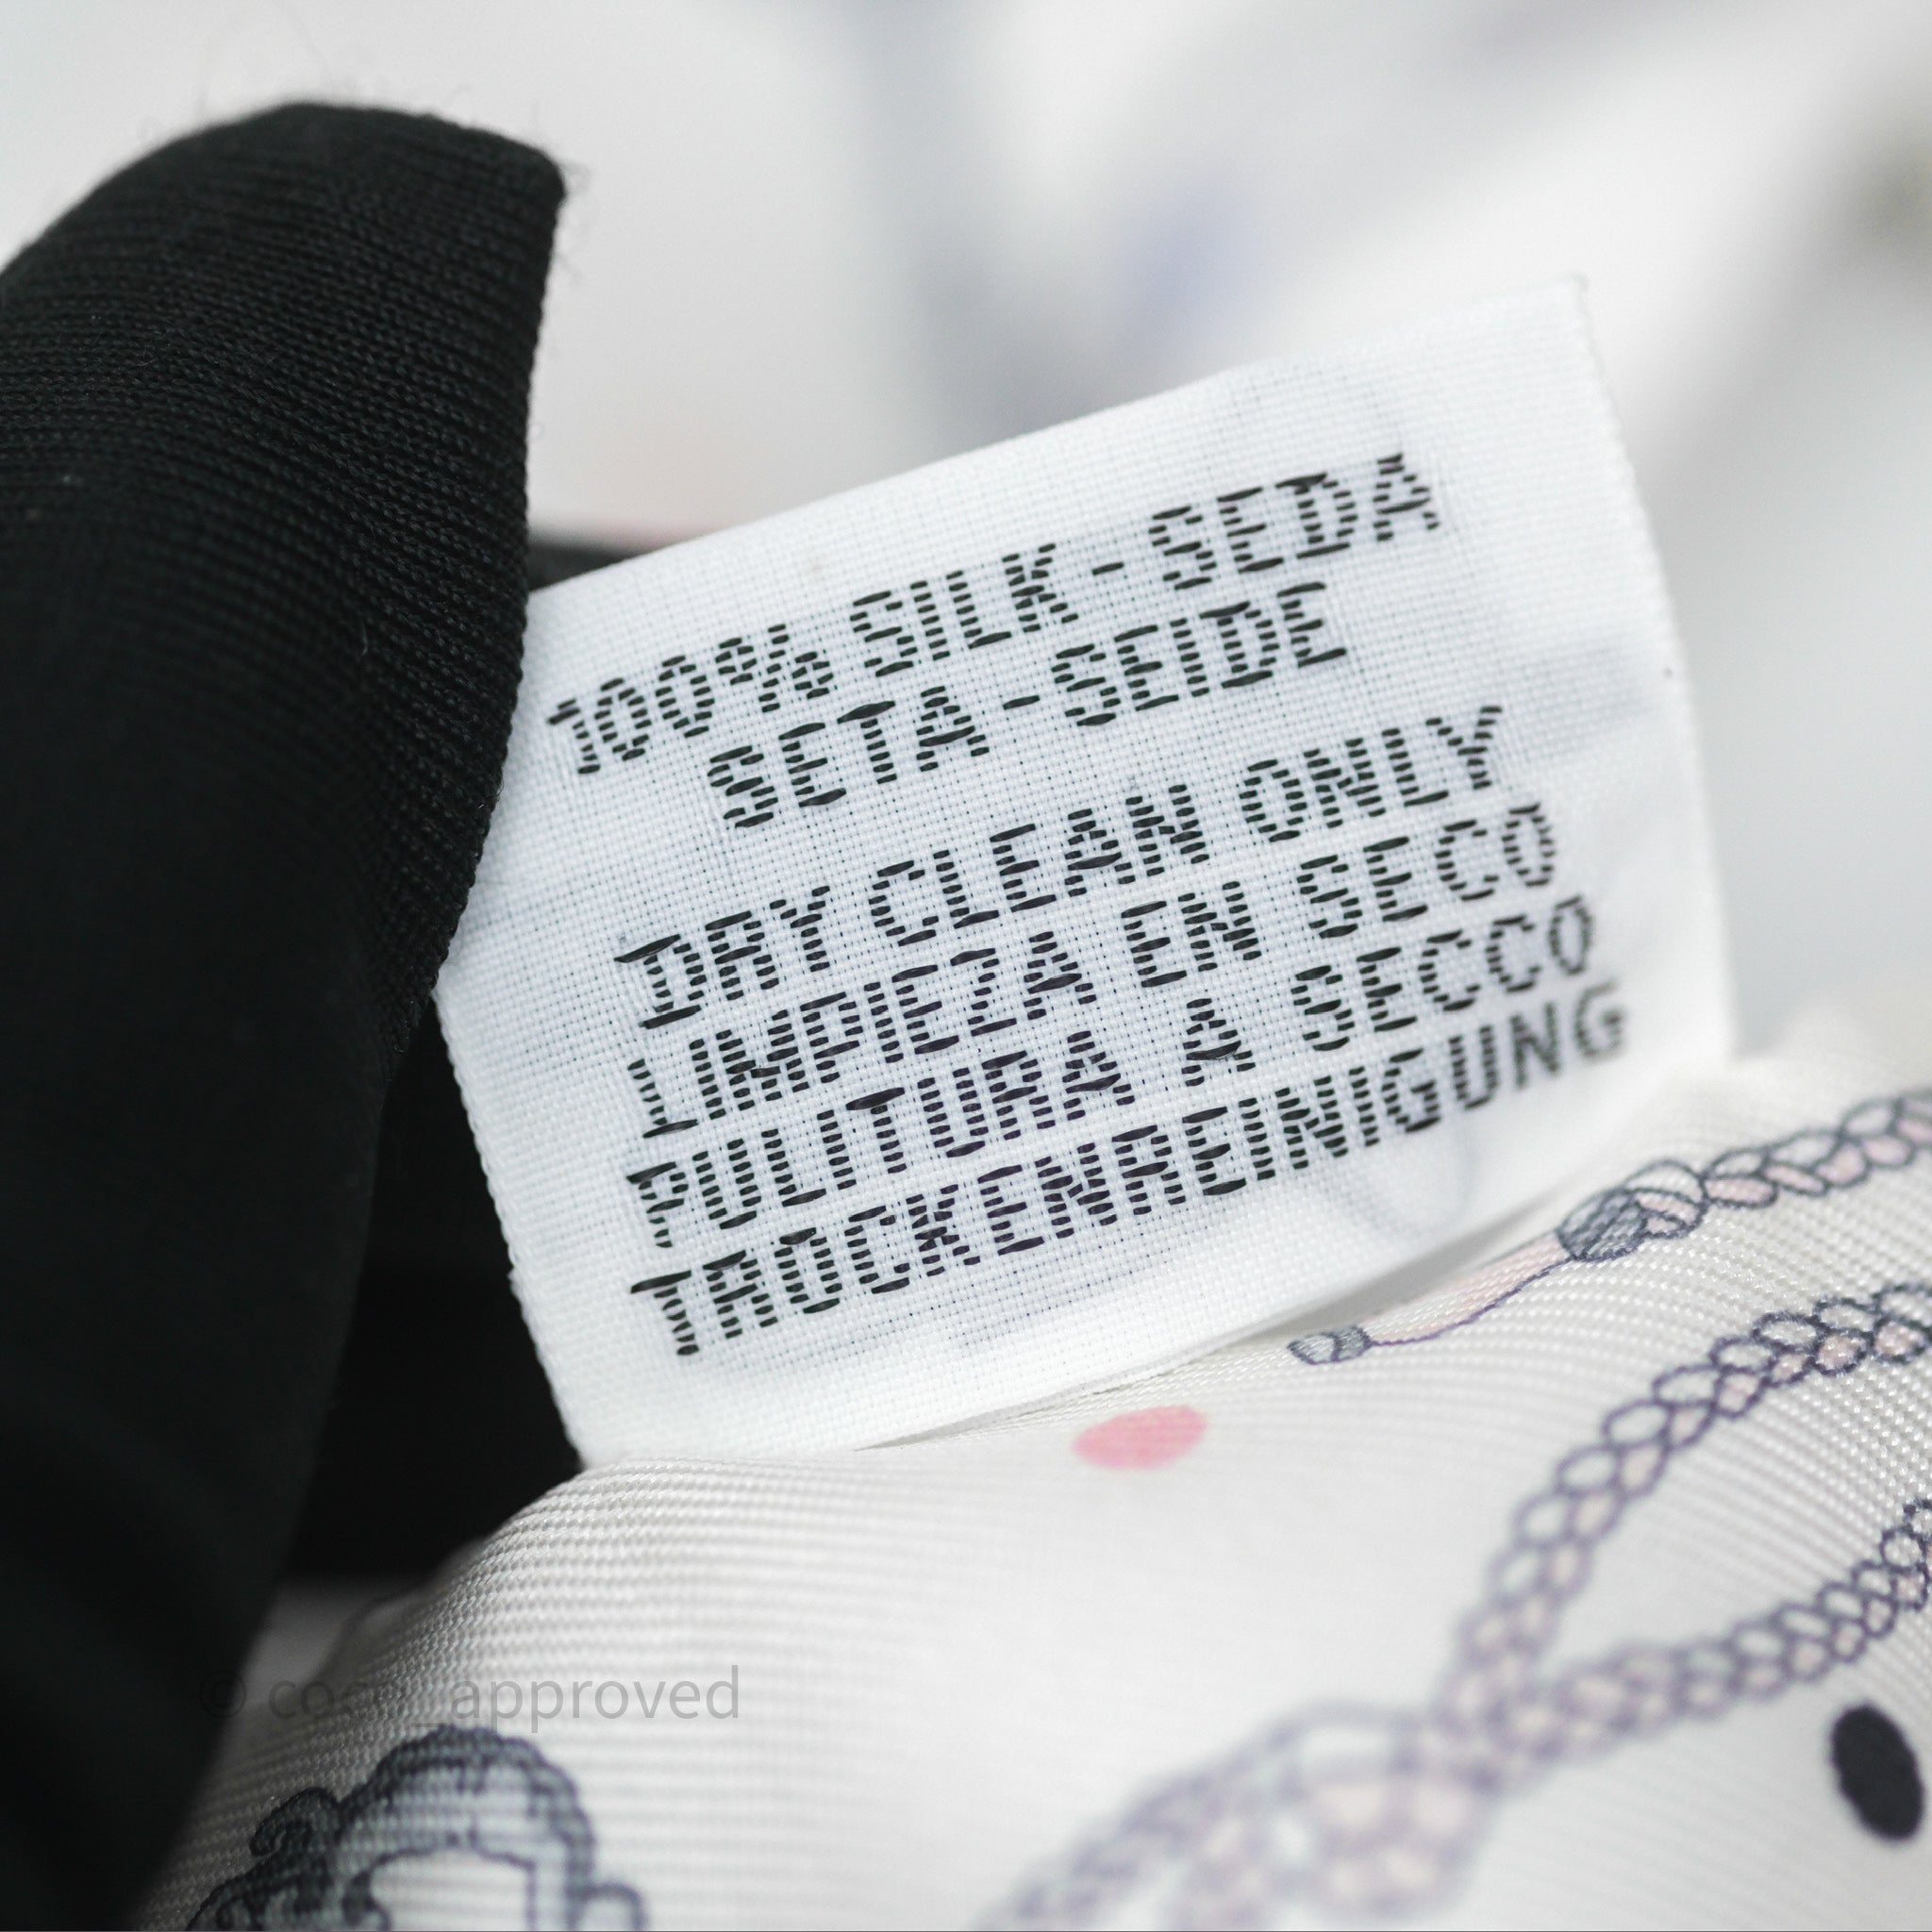 100% SILK - SEDA
SETA - SEIDE
DRY CLEAN ONLY
LIMPIEZA EN SECO
PULITURA A SECCO
TROCKENREINIGUNG
© approved